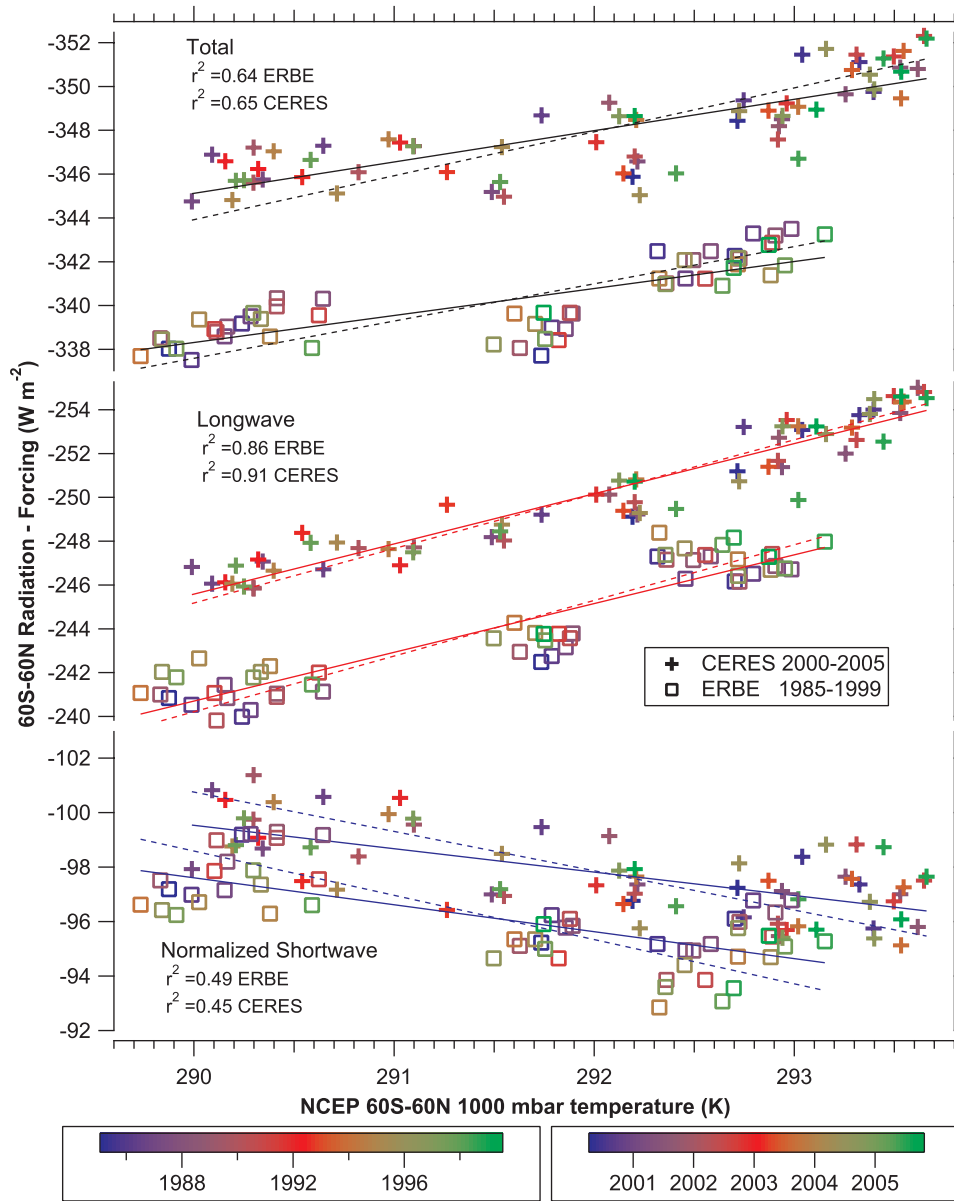 -352
-350
-348
-346
-344
-342
-340
-338
Total
r2 =0.64 ERBE
r2 =0.65 CERES
60S-60N Radiation - Forcing (W m-2)
-254
-252
-250
-248
-246
-244
-242
-240
Longwave
r2 =0.86 ERBE
r2 =0.91 CERES
CERES 2000-2005
ERBE 1985-1999
-102
-100
-98
-96
-94
-92
Normalized Shortwave
r2 =0.49 ERBE
r2 =0.45 CERES
290 291 292 293
NCEP 60S-60N 1000 mbar temperature (K)
1988 1992 1996
2001 2002 2003 2004 2005